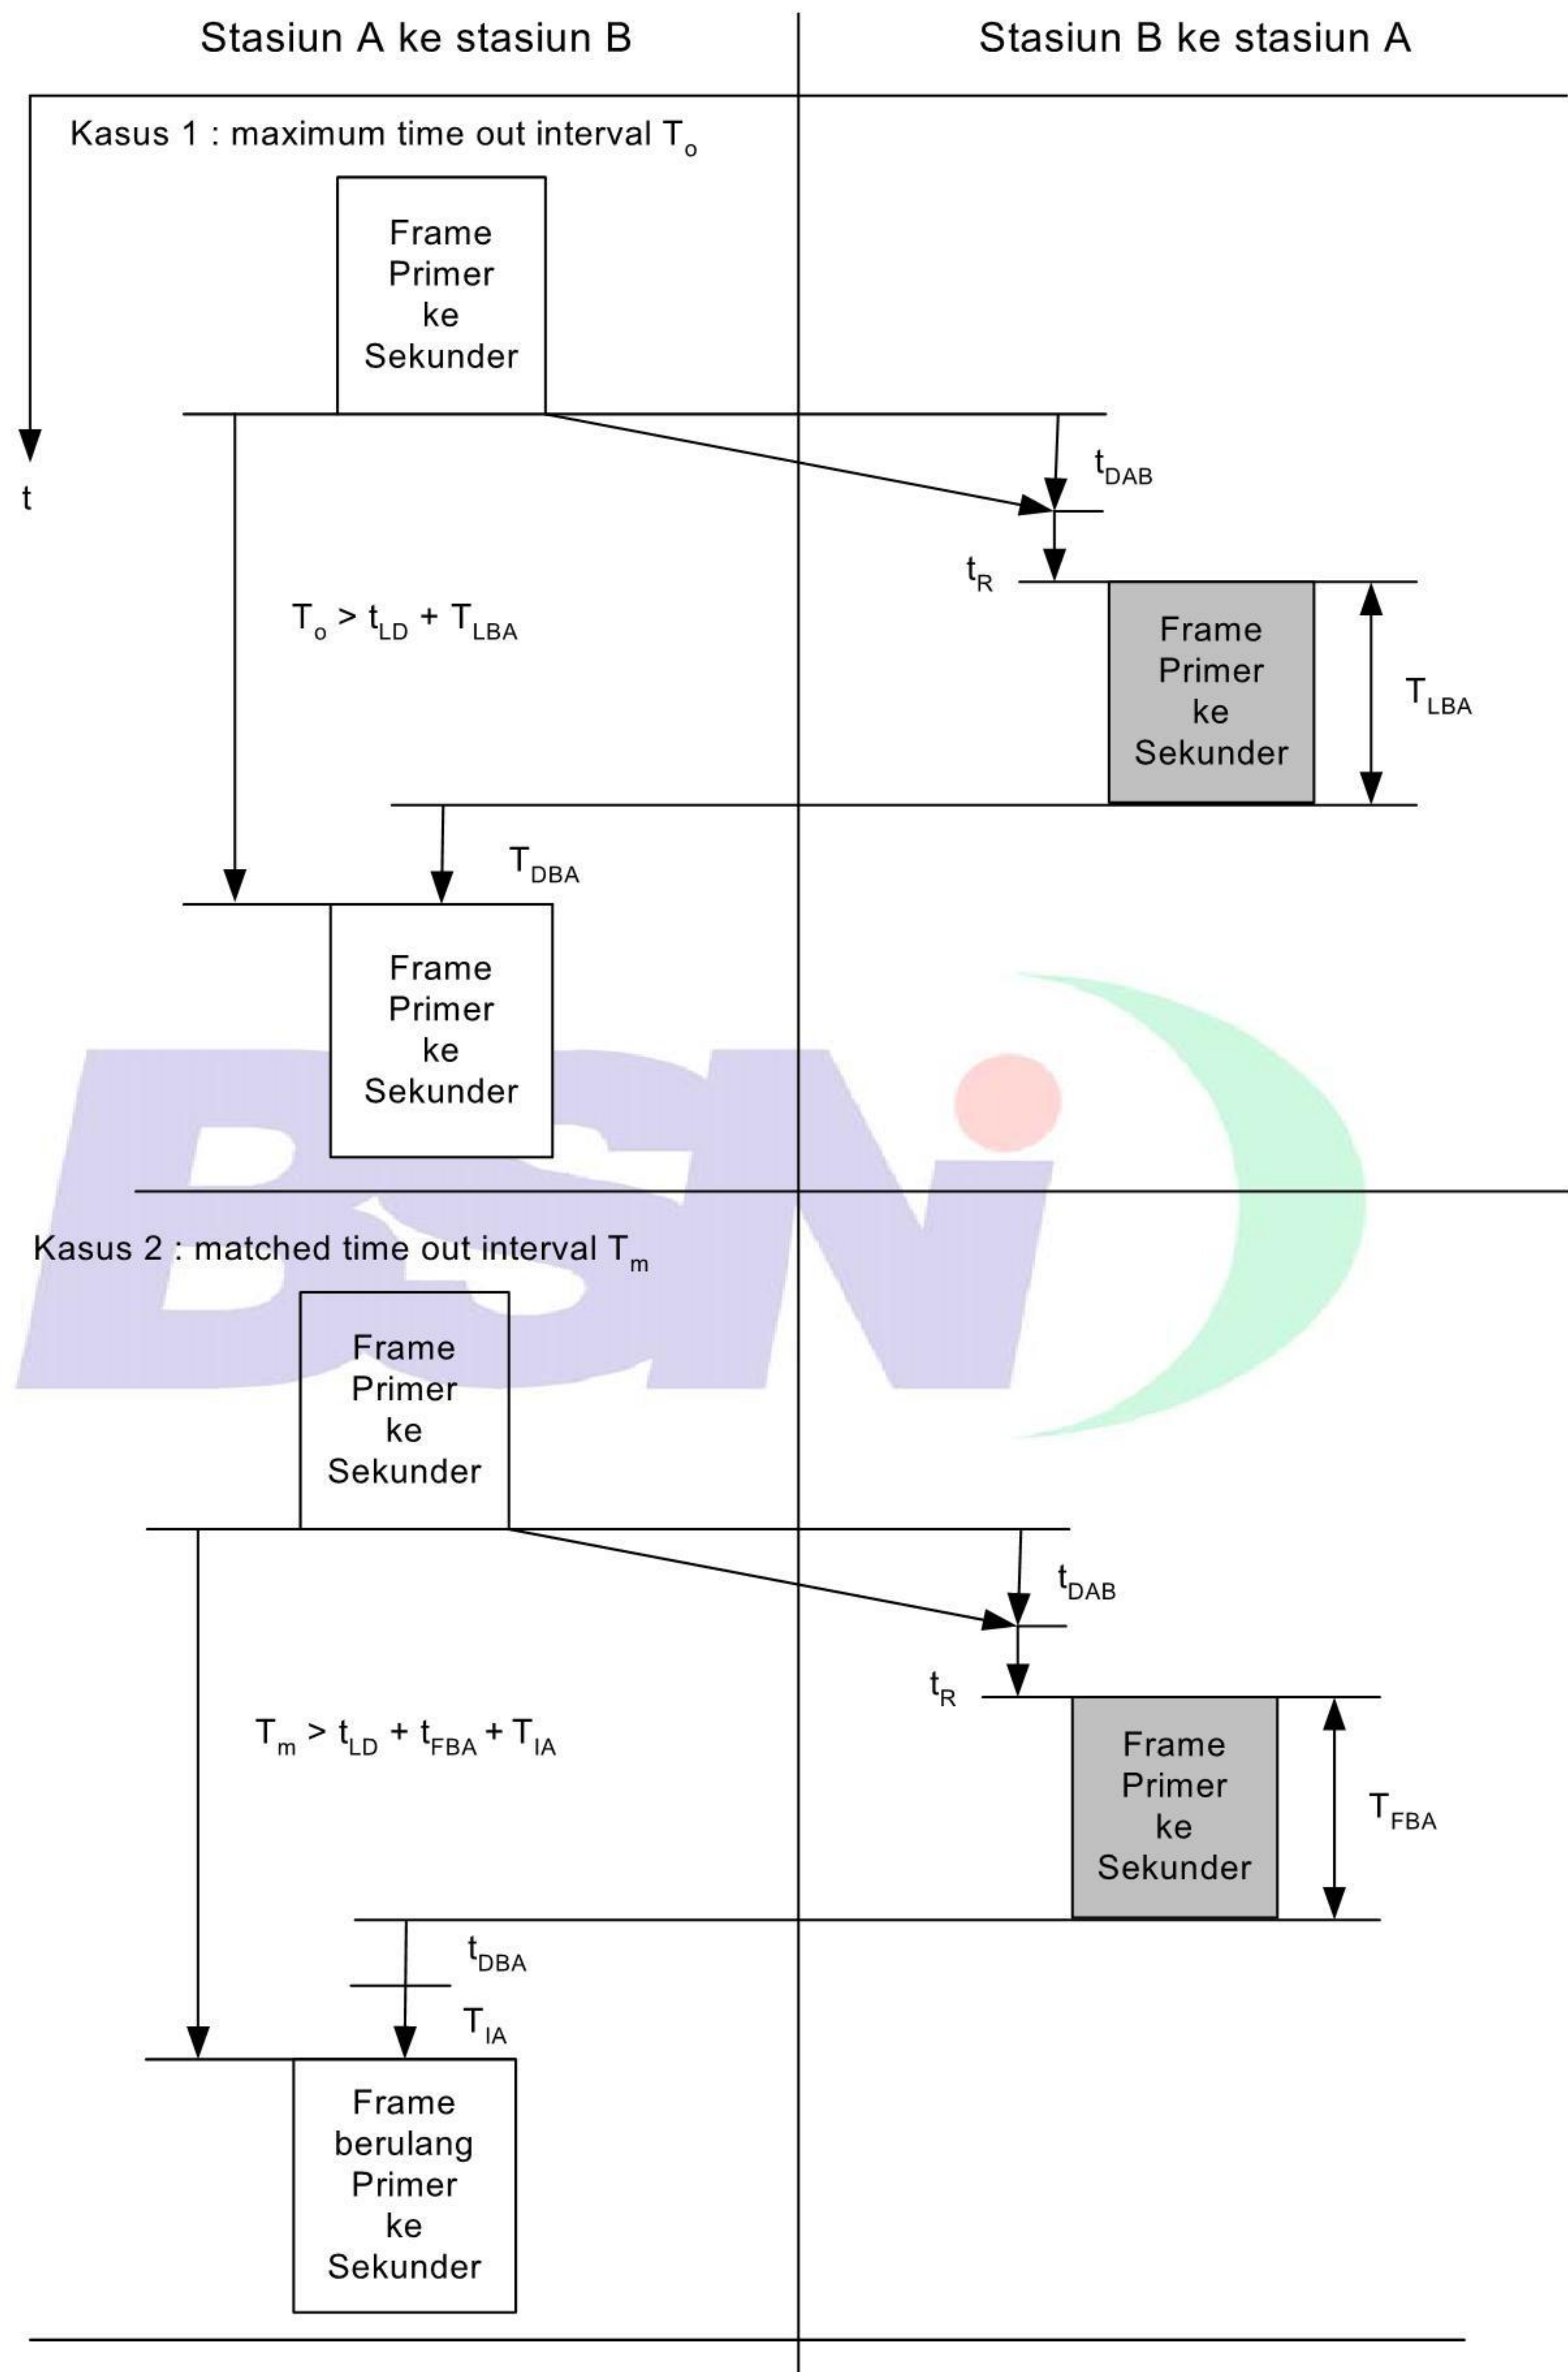 Stasiun A ke stasiun B
Stasiun B ke stasiun A
Kasus 1 : maximum time out interval To
Frame
Primer
ke
Sekunder
tDAB
t
tR
To > tLD + TLBA
Frame
Primer
ke
Sekunder
TLBA
TDBA
Frame
Primer
ke
Sekunder
BSN
Kasus 2 : matched time out interval Tm
Frame
Primer
ke
Sekunder
tDAB
tR
Tm > tLD + tFBA + TIA
Frame
Primer
ke
Sekunder
TFBA
tDBA
TIA
Frame
berulang
Primer
ke
Sekunder